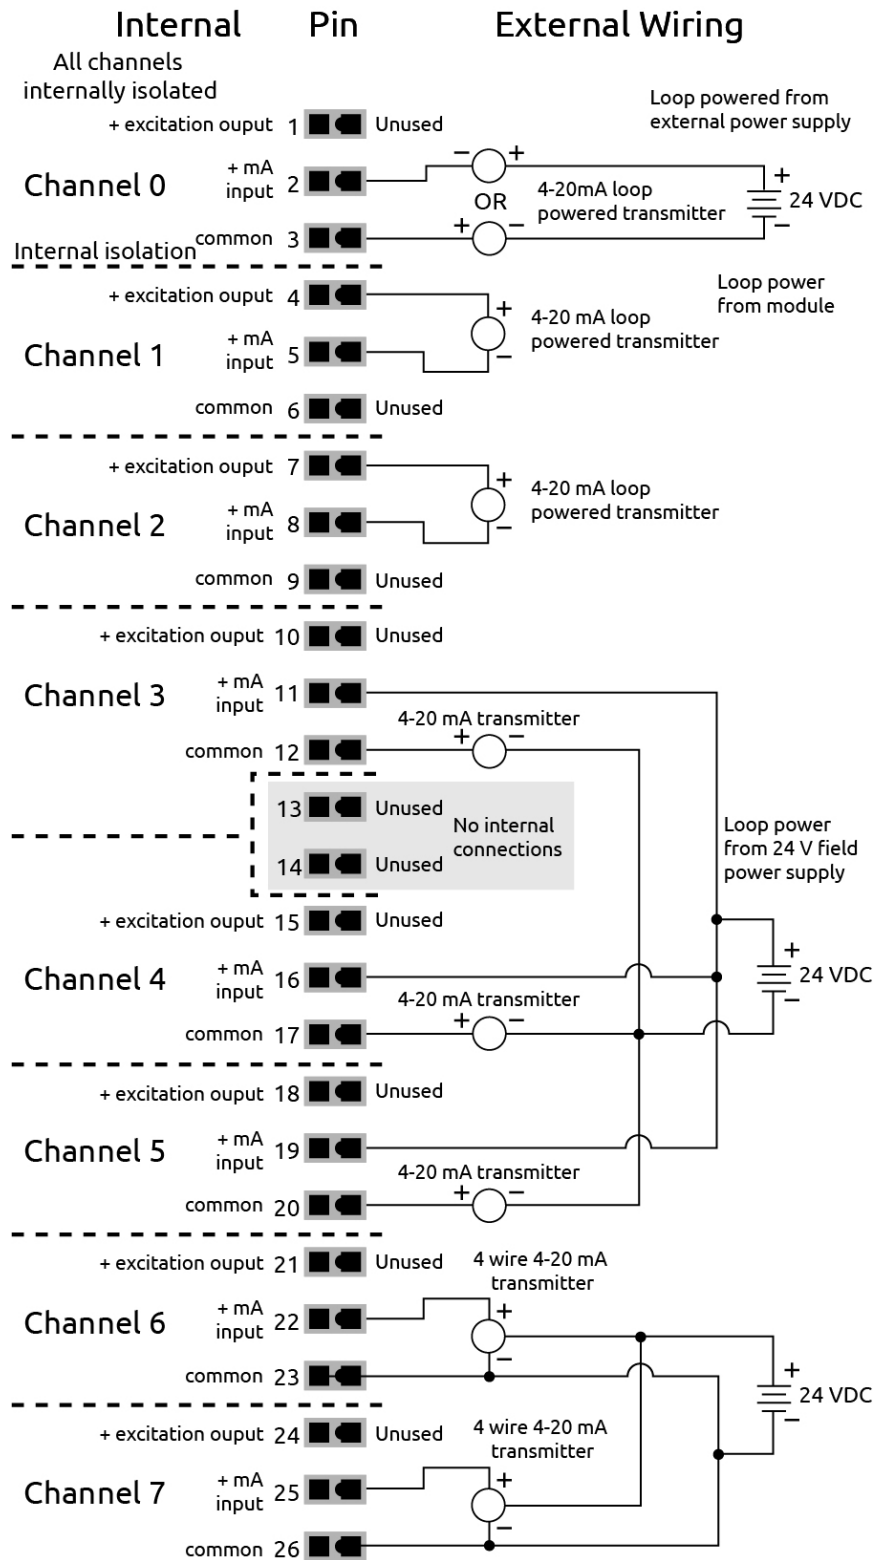 Internal Pin External Wiring
All channels
internally isolated
Loop powered from
external power supply
+ excitation ouput 1 Unused
Channel 0
+ mA
input 2
− +
OR
4-20mA loop
powered transmitter
+
24 VDC
−
common 3
+ −
Internal isolation
+ excitation ouput 4
Loop power
from module
Channel 1
+ mA
input 5
+
−
4-20 mA loop
powered transmitter
common 6 Unused
+ excitation ouput 7
Channel 2
+ mA
input 8
+
−
4-20 mA loop
powered transmitter
common 9 Unused
+ excitation ouput 10 Unused
Channel 3
+ mA
input 11
4-20 mA transmitter
common 12
+ −
13 Unused
14 Unused
No internal
connections
Loop power
from 24 V field
power supply
+ excitation ouput 15 Unused
Channel 4
+ mA
input 16
+
24 VDC
−
4-20 mA transmitter
common 17
+ −
+ excitation ouput 18 Unused
Channel 5
+ mA
input 19
4-20 mA transmitter
common 20
+ −
+ excitation ouput 21 Unused
4 wire 4-20 mA
transmitter
Channel 6
+ mA
input 22
+
−
common 23
+
24 VDC
−
+ excitation ouput 24 Unused
4 wire 4-20 mA
transmitter
Channel 7
+ mA
input 25
+
−
common 26